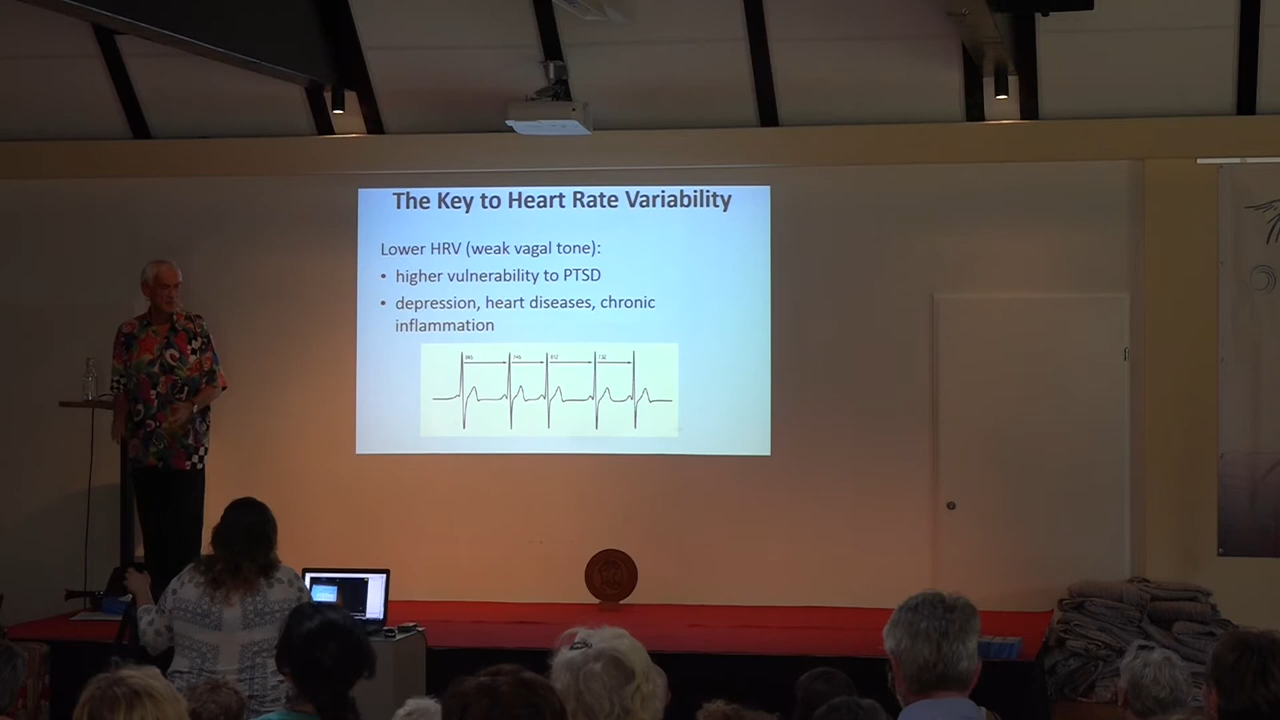 The Key to Heart Rate Variability
Lower HRV (weak vagal tone):
• higher vulnerability to PTSD
• depression, heart diseases, chronic
inflammation